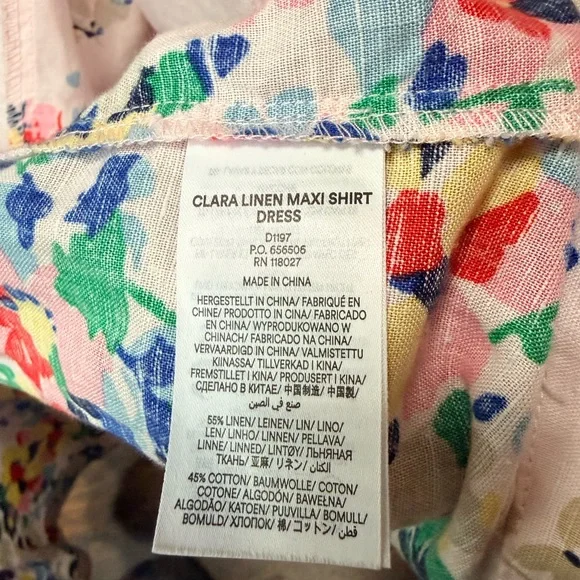 CLARA LINEN MAXI SHIRT
DRESS
D1197
P.O. 656506
RN 118027
MADE IN CHINA
HERGESTELLT IN CHINA/ FABRIQUÉ EN
CHINE/ PRODOTTO IN CINA/ FABRICADO
EN CHINA/ WYPRODUKOWANO W
CHINACH/ FABRICADO NA CHINA/
VERVAARDIGD IN CHINA/ VALMISTETTU
KIINASSA/ TILLVERKAD I KINA/
FREMSTILLET I KINA/ PRODUSERT I KINA/
СДЕЛАНО В КИТАЕ/ 中国制造/ 中国製/
صنع في الصين
55% LINEN/ LEINEN/ LIN/ LINO/
LEN/ LINHO/ LINNEN/ PELLAVA/
LINNE/ LINNED/ LINTØY/ ЛЬНЯНАЯ
ТКАНЬ/ 亚麻/ リネン/ الكتان
45% COTTON/ BAUMWOLLE/ COTON/
COTONE/ ALGODÓN/ BAWEŁNA/
ALGODÃO/ KATOEN/ PUUVILLA/ BOMULL/
BOMULD/ ХЛОПОК/ 棉/ コットン/ قطن